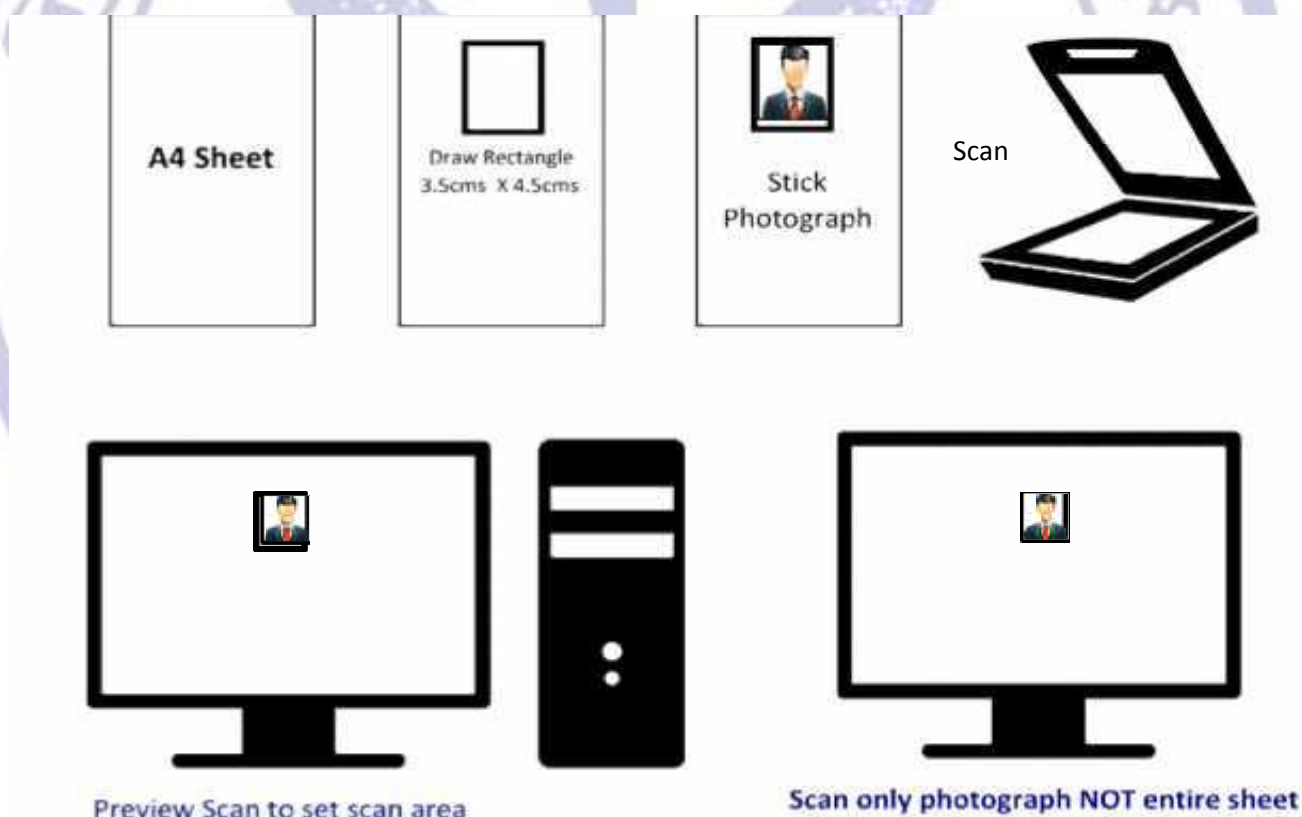 A4 Sheet
Draw Rectangle
3.5cms X 4.5cms
Stick
Photograph
Scan
Preview Scan to set scan area
Scan only photograph NOT entire sheet